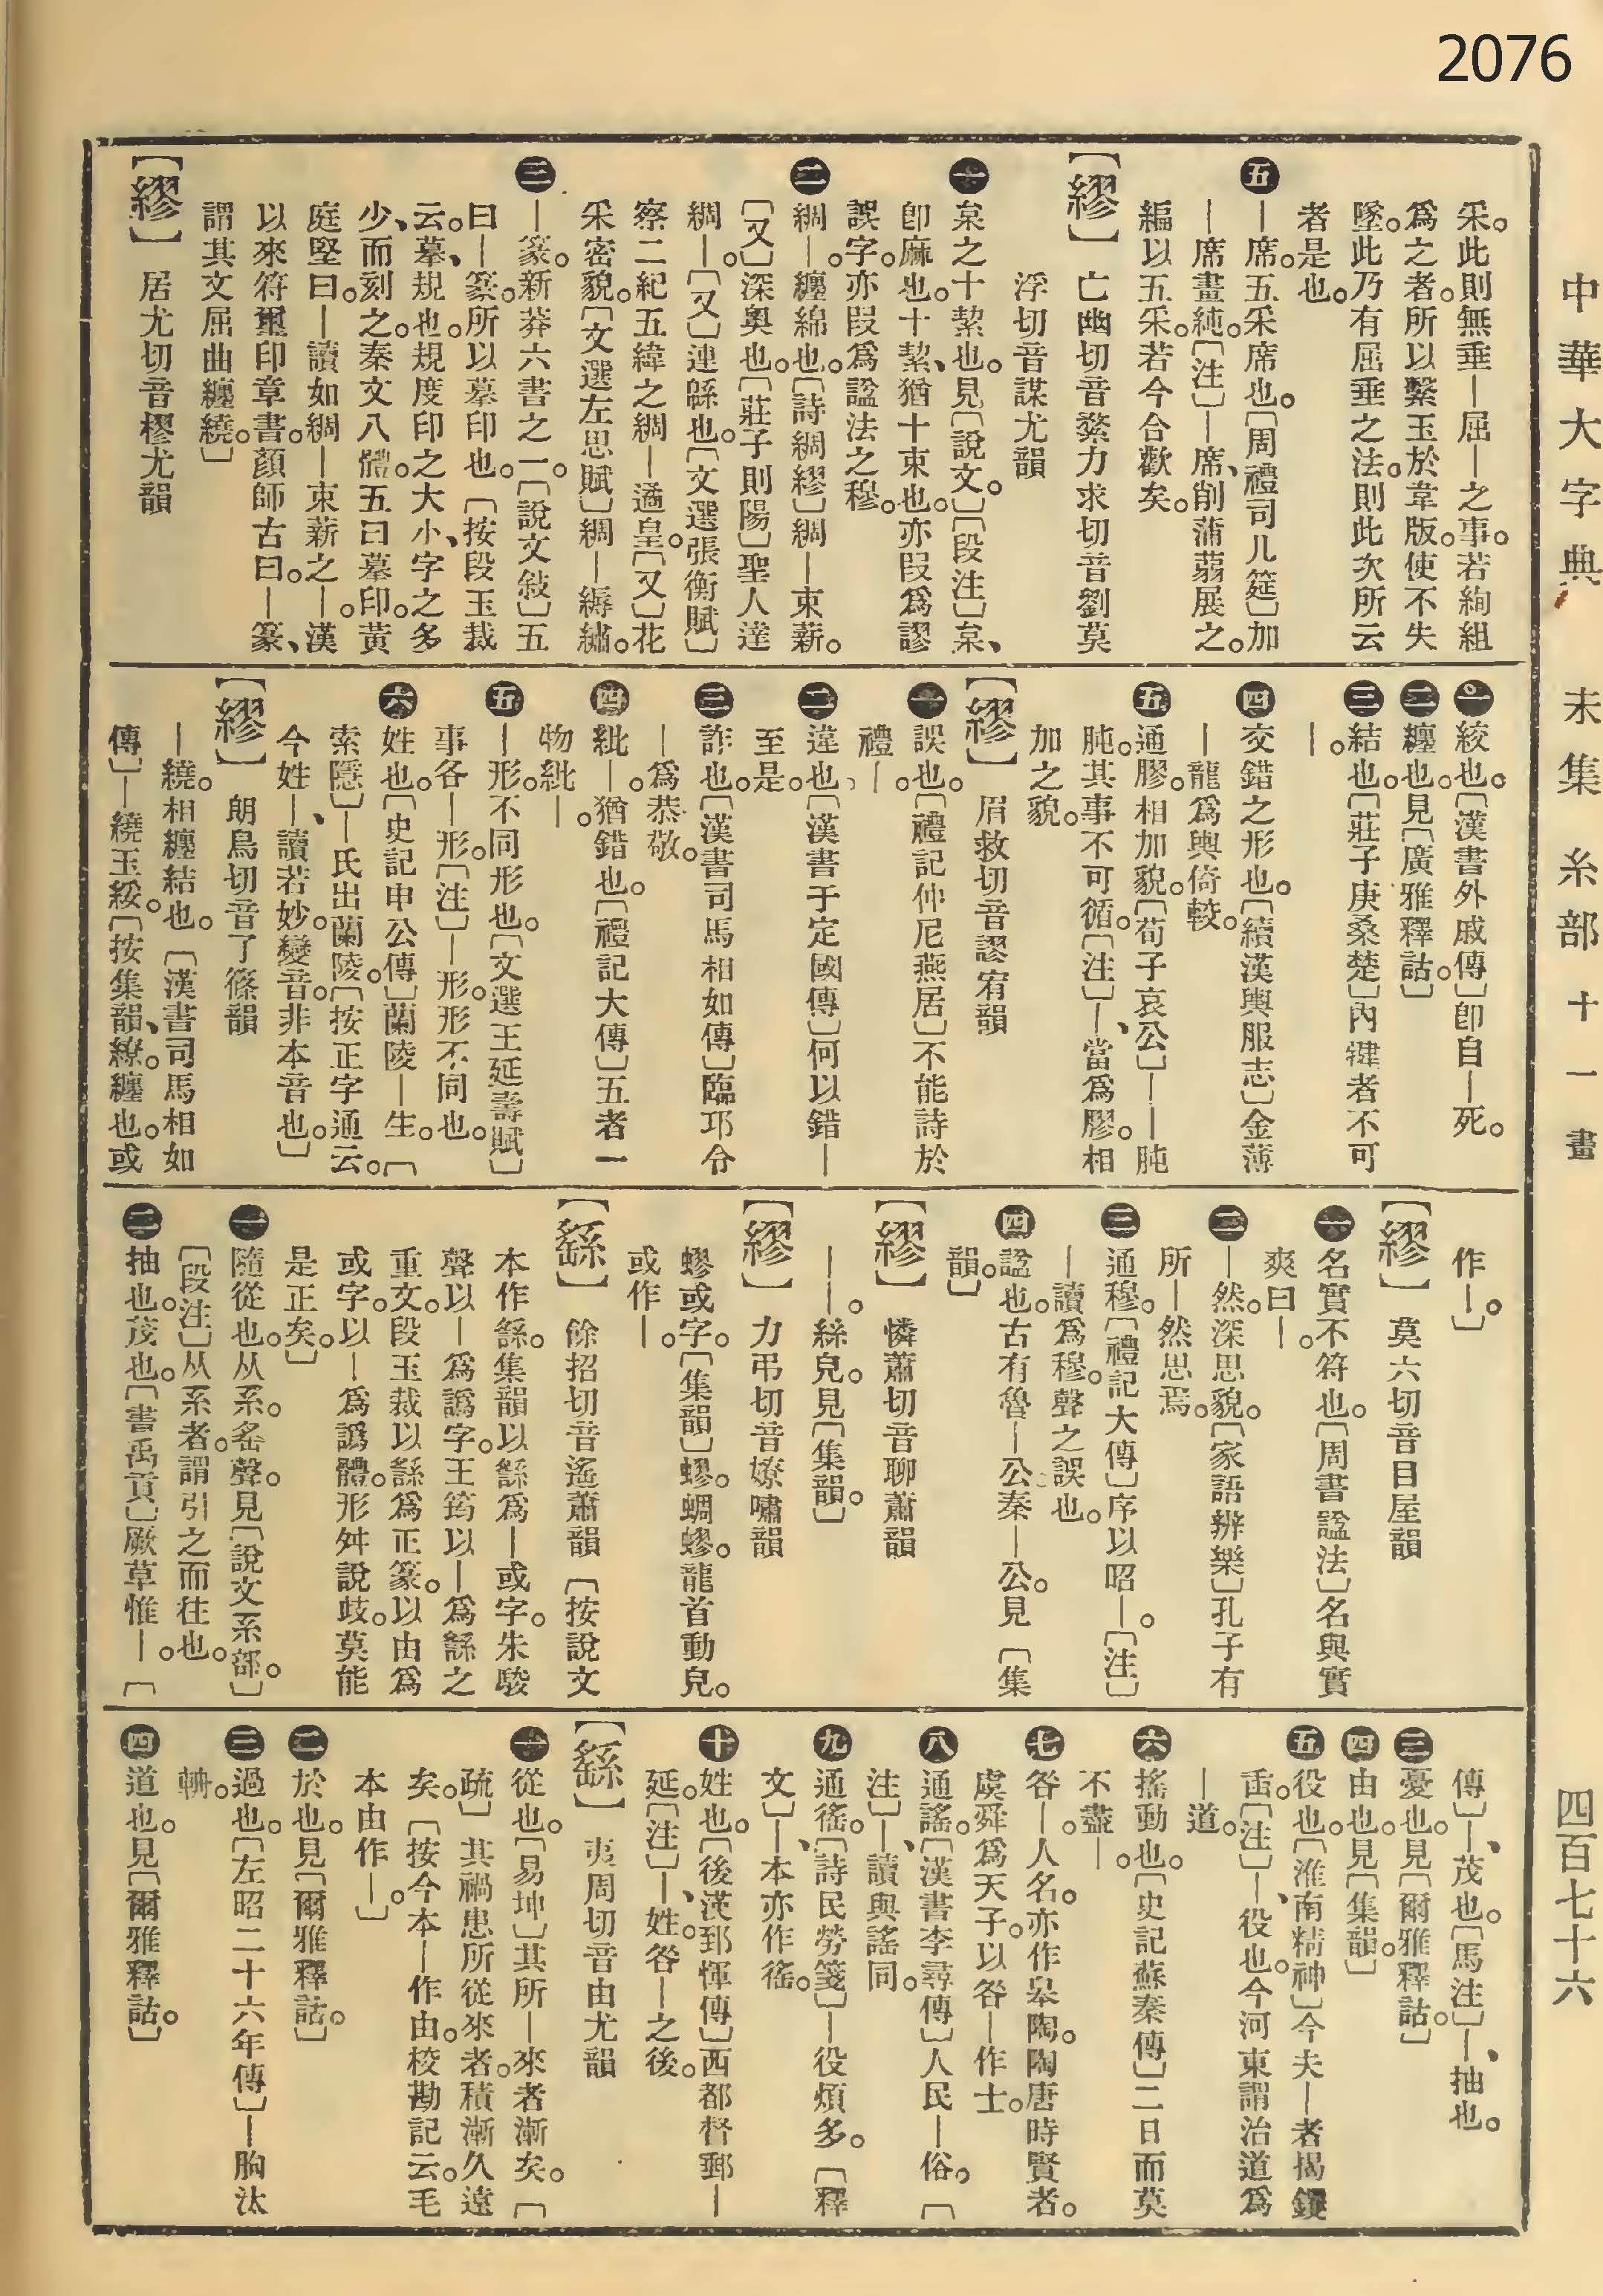 2076
中華大字典 未集 糸部 十一畫 四百七十六
采。此則無垂—屈—之事。若絢組
爲之者。所以繫玉於韋版。使不失
墜。此乃有屈垂之法。則此次所云
者是也。
五 —席。五采席也。〔周禮司几筵〕加
—席畫純。〔注〕—席、削蒲蒻展之。
編以五采。若今合歡矣。
【繆】 亡幽切音䋷力求切音劉莫
浮切音謀尤韻
一 枲之十絜也。見〔說文。〕〔段注〕枲、
卽麻也。十絜、猶十束也。亦叚爲謬
誤字。亦叚爲諡法之穆。
二 綢—。纏綿也。〔詩綢繆〕綢—束薪。
〔又〕深奧也。〔莊子則陽〕聖人達
綢—。〔又〕連緜也。〔文選張衡賦〕
察二紀五緯之綢—遹皇。〔又〕花
采密貌。〔文選左思賦〕綢—縟繡。
三 —篆。新莽六書之一。〔說文敍〕五
曰—篆。所以摹印也。〔按段玉裁
云。摹、規也。規度印之大小、字之多
少、而刻之。秦文八體。五曰摹印。黃
庭堅曰。—讀如綢—束薪之—。漢
以來符璽印章書。顏師古曰。—篆、
謂其文屈曲纏繞。〕
【繆】 居尤切音樛尤韻
一 絞也。〔漢書外戚傳〕卽自—死。
二 纏也。見〔廣雅釋詁。〕
三 結也。〔莊子庚桑楚〕內韄者不可
—。
四 交錯之形也。〔續漢輿服志〕金薄
—龍爲輿倚較。
五 通膠。相加貌。〔荀子哀公〕——肫
肫。其事不可循。〔注〕—、當爲膠。相
加之貌。
【繆】 眉救切音謬宥韻
一 誤也。〔禮記仲尼燕居〕不能詩於
禮—。
二 違也。〔漢書于定國傳〕何以錯—
至是。
三 詐也。〔漢書司馬相如傳〕臨邛令
—爲恭敬。
四 紕—。猶錯也。〔禮記大傳〕五者一
物紕—。
五 —形。不同形也。〔文選王延壽賦〕
事各—形。〔注〕—形。形不同也。
六 姓也。〔史記申公傳〕蘭陵—生。〔
索隱〕—氏出蘭陵。〔按正字通云。
今姓—、讀若妙。變音。非本音也。〕
【繆】 朗鳥切音了篠韻
—繞。相纏結也。〔漢書司馬相如
傳〕—繞玉綏。〔按集韻、繚。纏也。或
作—。〕
【繆】 莫六切音目屋韻
一 名實不符也。〔周書諡法〕名與實
爽曰—。
二 —然。深思貌。〔家語辨樂〕孔子有
所—然思焉。
三 通穆。〔禮記大傳〕序以昭—。〔注〕
—讀爲穆。聲之誤也。
四 諡也。古有魯—公秦—公。見〔集
韻。〕
【繆】 憐蕭切音聊蕭韻
——。絲皃。見〔集韻。〕
【繆】 力弔切音嫽嘯韻
蟉或字。〔集韻〕蟉。蜩蟉。龍首動皃。
或作—。
【繇】 餘招切音遙蕭韻〔按說文
本作䌛。集韻以䌛爲—或字。朱駿
聲以—爲譌字。王筠以—爲䌛之
重文。段玉裁以䌛爲正篆。以由爲
或字。以—爲譌體。形舛說歧。莫能
是正矣。〕
一 隨從也。从系。䍃聲。見〔說文系部。〕
〔段注〕从系者。謂引之而往也。
二 抽也。茂也。〔書禹貢〕厥草惟—。〔
傳〕—、茂也。〔馬注〕—、抽也。
三 憂也。見〔爾雅釋詁。〕
四 由也。見〔集韻。〕
五 役也。〔淮南精神〕今夫—者揭钁
臿。〔注〕—、役也。今河東謂治道爲
—道。
六 搖動也。〔史記蘇秦傳〕二日而莫
不盡—。
七 咎—。人名。亦作皋陶。陶唐時賢者。
虞舜爲天子。以咎—作士。
八 通謠。〔漢書李尋傳〕人民—俗。〔
注〕—、讀與謠同。
九 通徭。〔詩民勞箋〕—役煩多。〔釋
文〕—、本亦作徭。
十 姓也。〔後漢郅惲傳〕西都督郵—
延。〔注〕—、姓。咎—之後。
【繇】 夷周切音由尤韻
一 從也。〔易坤〕其所—來者漸矣。〔
疏〕其禍患所從來者。積漸久遠
矣。〔按今本—作由。校勘記云。毛
本由作—。〕
二 於也。見〔爾雅釋詁。〕
三 過也。〔左昭二十六年傳〕—胸汰
輈。
四 道也。見〔爾雅釋詁。〕